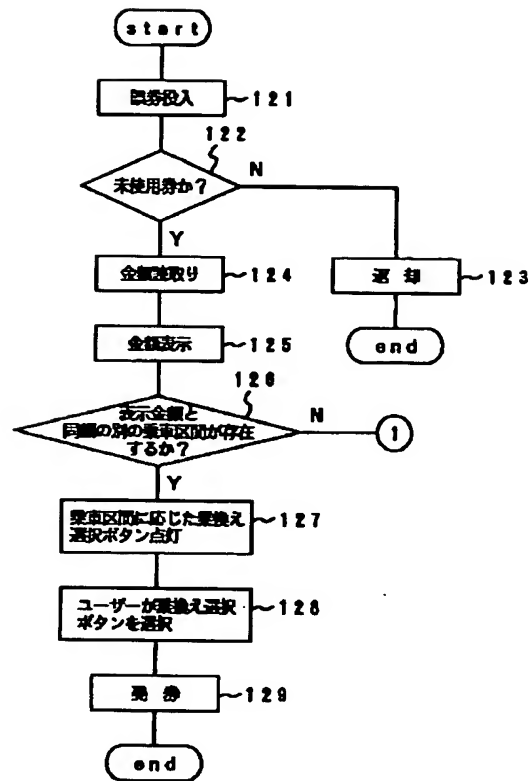 start
誤券投入
121
122
未使用券か?
N
Y
金額読取り
124
返 却
123
end
金額表示
125
126
表示金額と
同額の別の乗車区間が存在
するか?
N
1
Y
乗車区間に応じた乗換え
選択ボタン点灯
127
ユーザーが乗換え選択
ボタンを選択
128
発 券
129
end